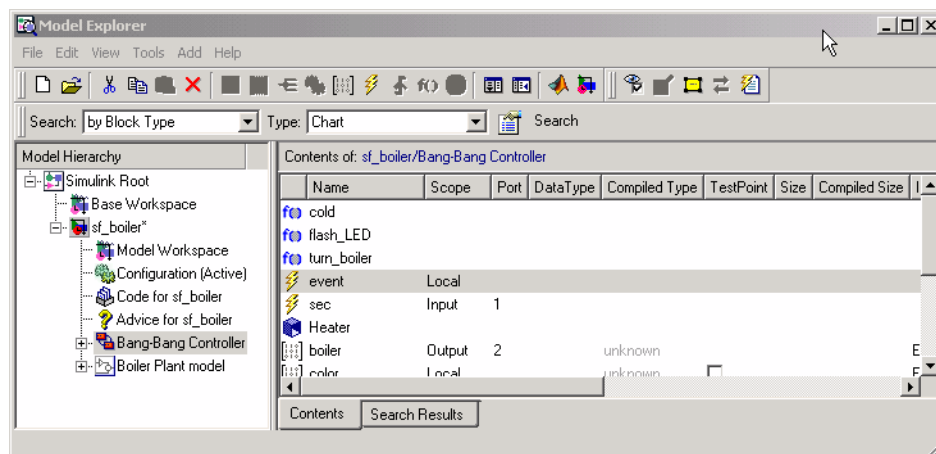 Model Explorer
File Edit View Tools Add Help
Search: by Block Type Type: Chart Search
Model Hierarchy
Simulink Root
Base Workspace
sf_boiler*
Model Workspace
Configuration (Active)
Code for sf_boiler
Advice for sf_boiler
Bang-Bang Controller
Boiler Plant model
Contents of: sf_boiler/Bang-Bang Controller
Name Scope Port DataType Compiled Type TestPoint Size Compiled Size
cold
flash_LED
turn_boiler
event Local
sec Input 1
Heater
boiler Output 2 unknown
color Local unknown
Contents Search Results